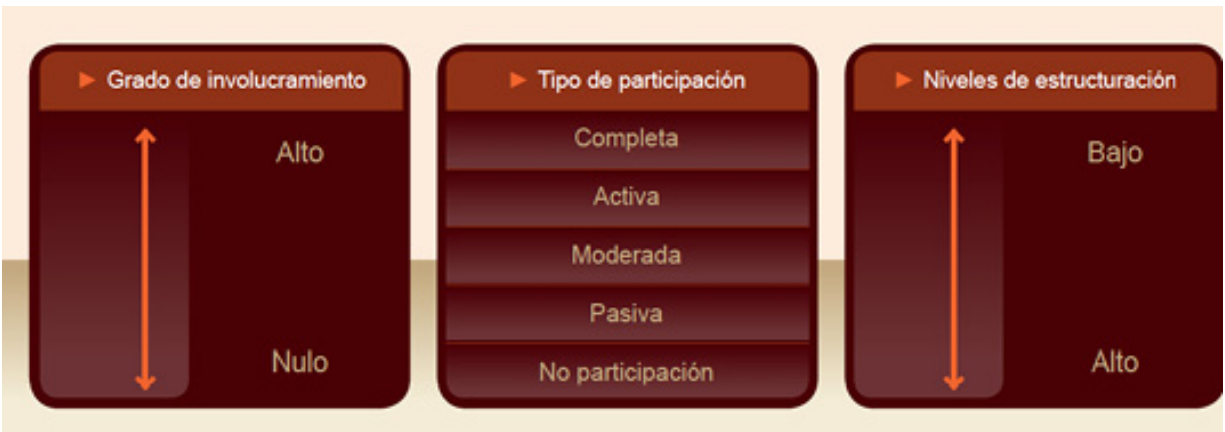 Grado de involucramiento
Alto
Nulo
Tipo de participación
Completa
Activa
Moderada
Pasiva
No participación
Niveles de estructuración
Bajo
Alto